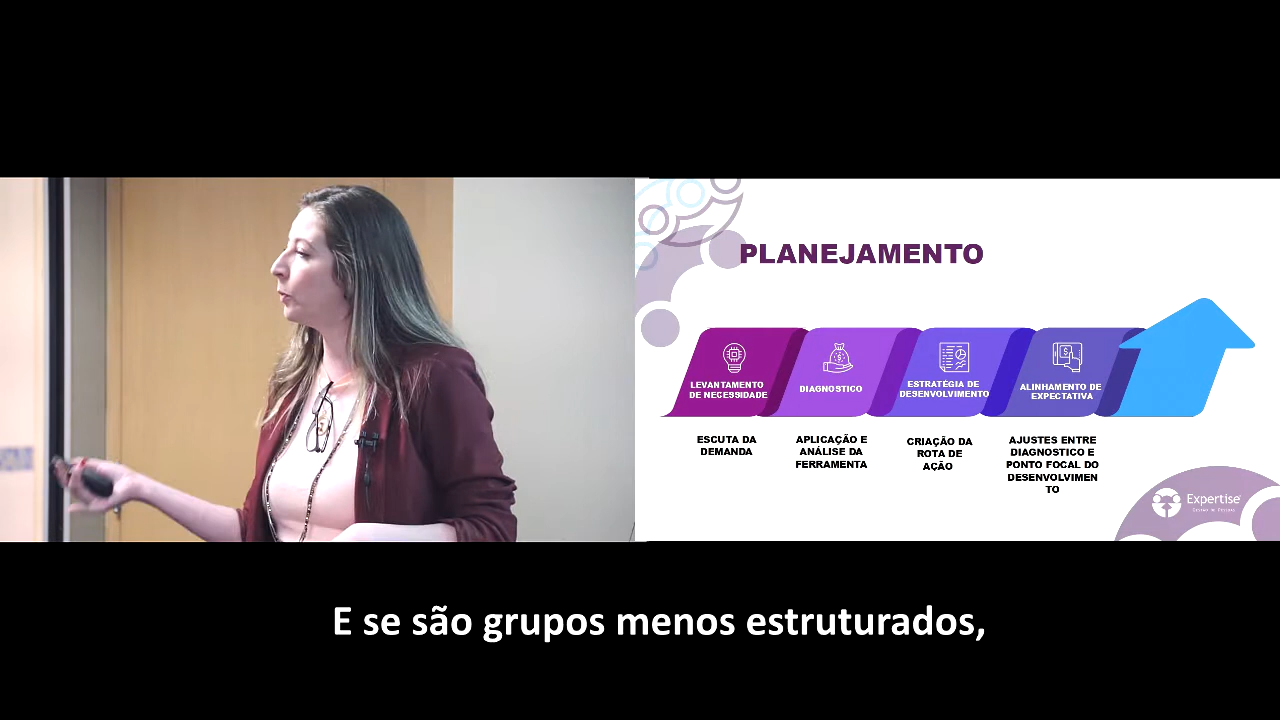 PLANEJAMENTO
LEVANTAMENTO
DE NECESSIDADE
DIAGNOSTICO
ESTRATÉGIA DE
DESENVOLVIMENTO
ALINHAMENTO DE
EXPECTATIVA
ESCUTA DA
DEMANDA
APLICAÇÃO E
ANÁLISE DA
FERRAMENTA
CRIAÇÃO DA
ROTA DE
AÇÃO
AJUSTES ENTRE
DIAGNOSTICO E
PONTO FOCAL DO
DESENVOLVIMEN
TO
Expertise
E se são grupos menos estruturados,